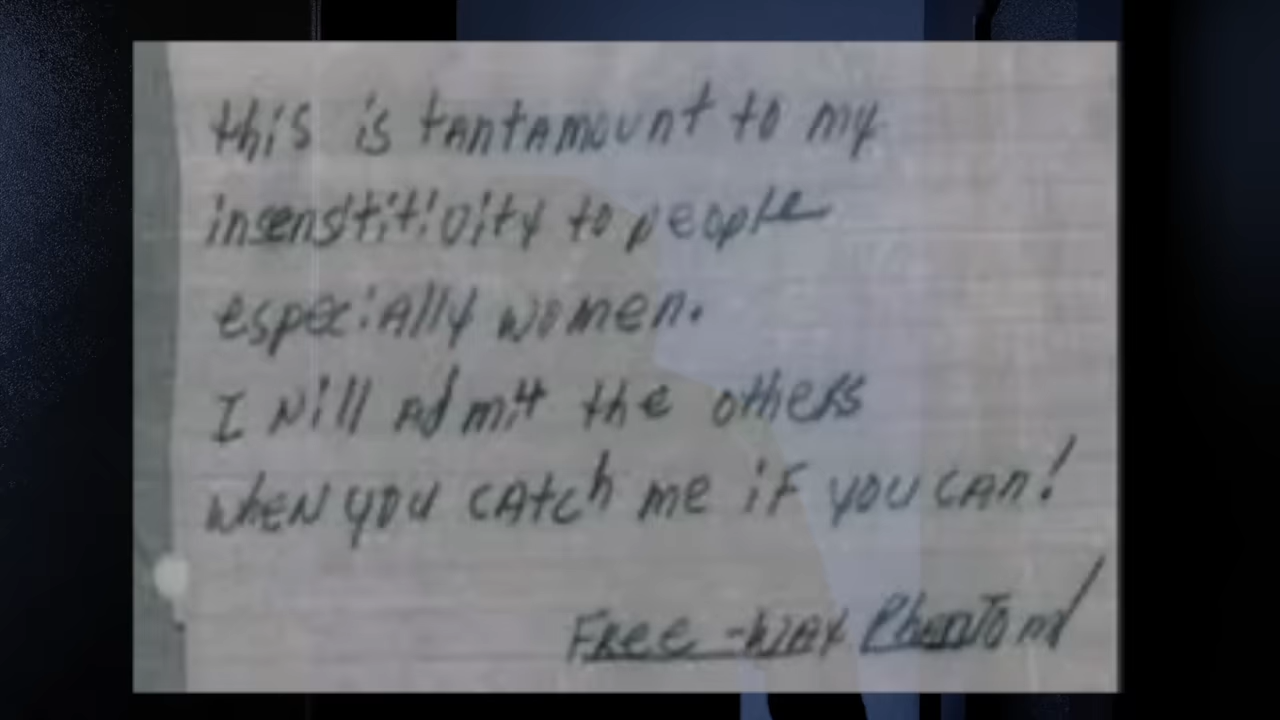 this is tantamount to my
insenstitivity to people
especially women.
I will admit the others
when you catch me if you can!
Free-way Phantom